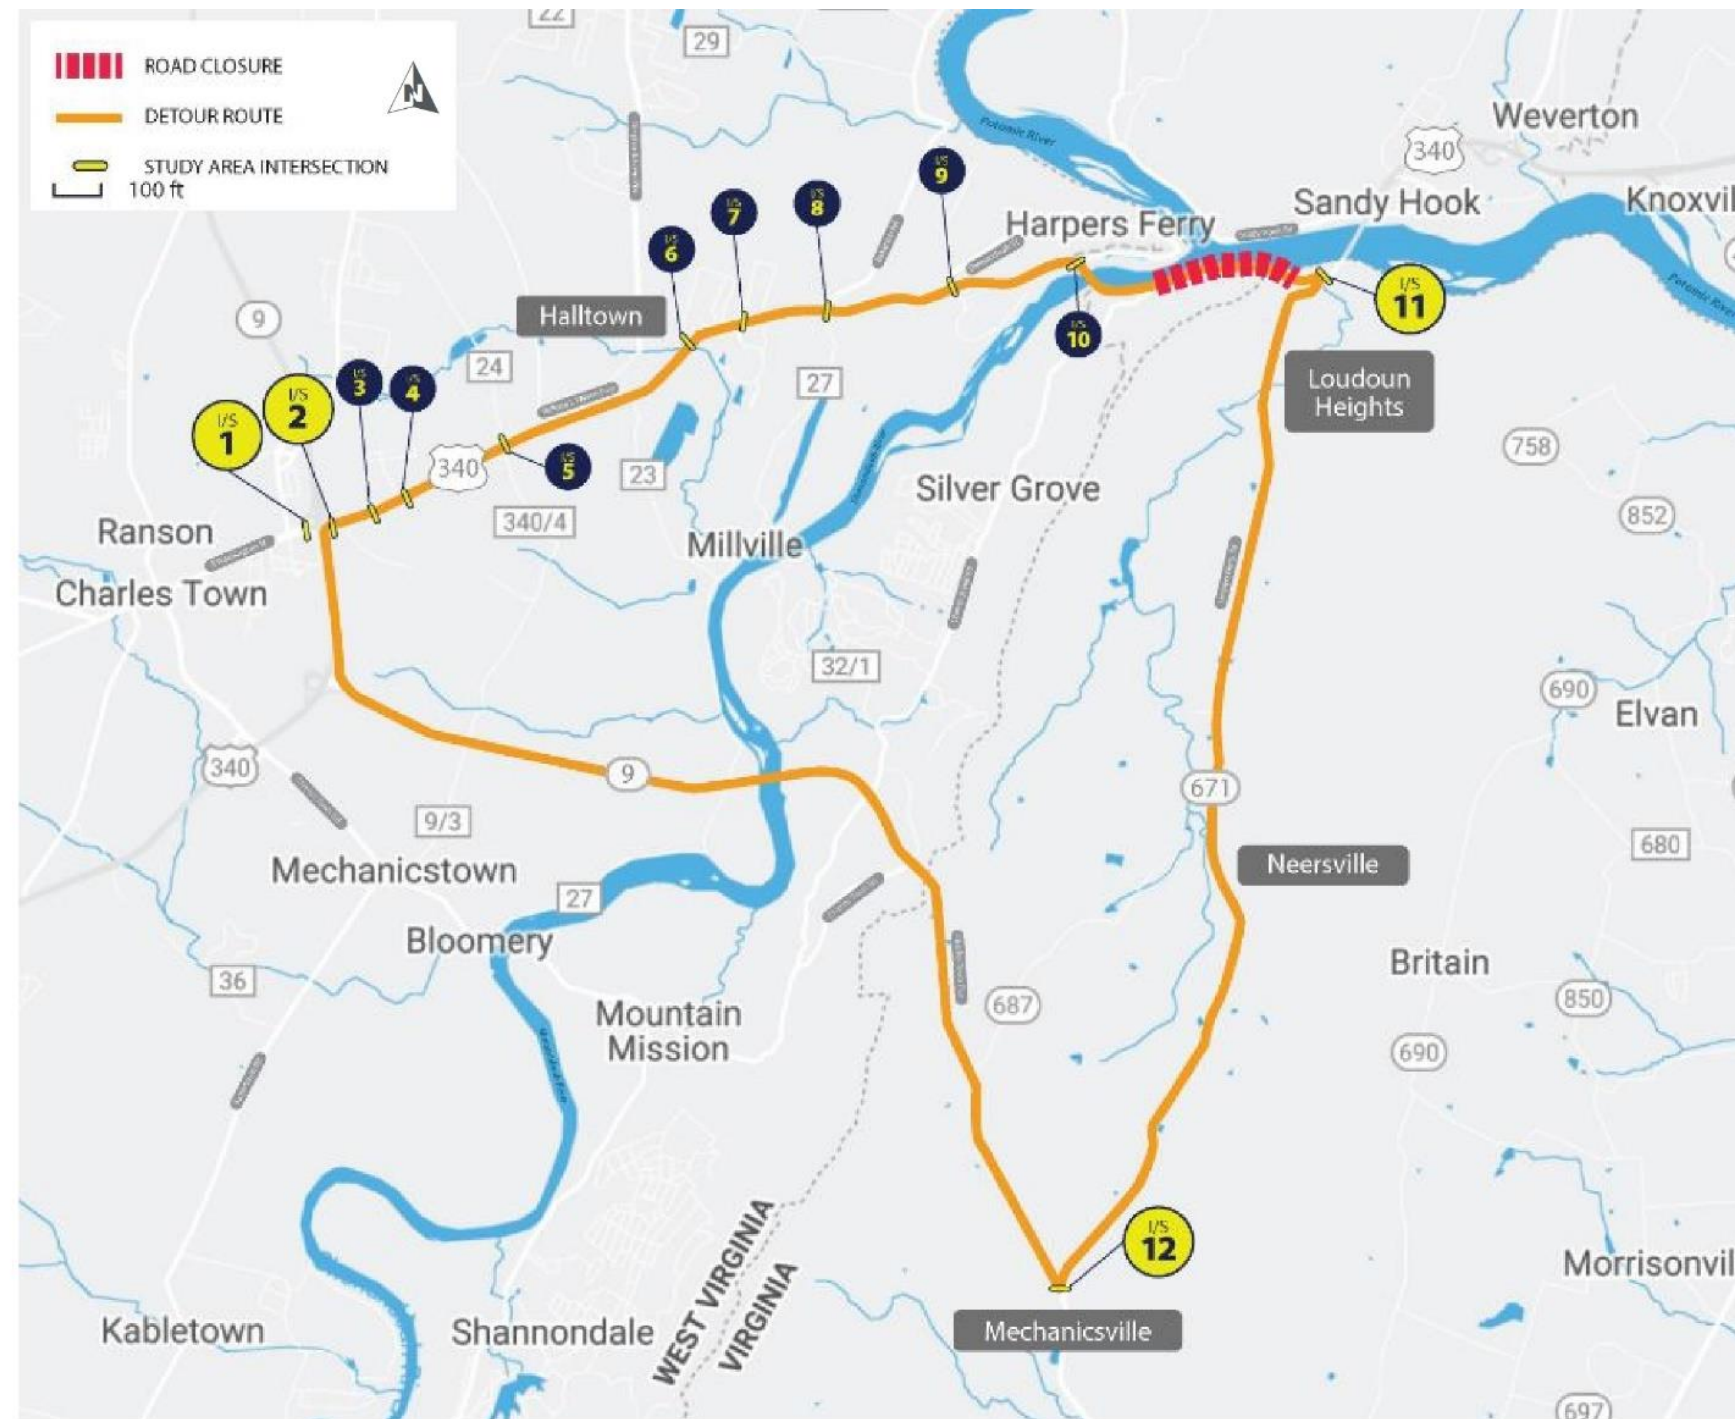 22
29
ROAD CLOSURE
DETOUR ROUTE
STUDY AREA INTERSECTION
100 ft
N
Weverton
340
Potomac River
Sandy Hook
Knoxvil
Harpers Ferry
I/S
9
I/S
8
I/S
7
I/S
6
Halltown
9
24
I/S
10
I/S
11
Potomac River
Loudoun
Heights
I/S
1
I/S
2
I/S
3
I/S
4
27
758
340
I/S
5
23
340/4
Silver Grove
852
Ranson
Charles Town
Millville
32/1
690
Elvan
340
9
671
9/3
Mechanicstown
Neersville
680
27
Bloomery
36
Britain
687
850
Mountain
Mission
690
I/S
12
WEST VIRGINIA
VIRGINIA
Morrisonvil
Kabletown
Shannondale
Mechanicsville
697